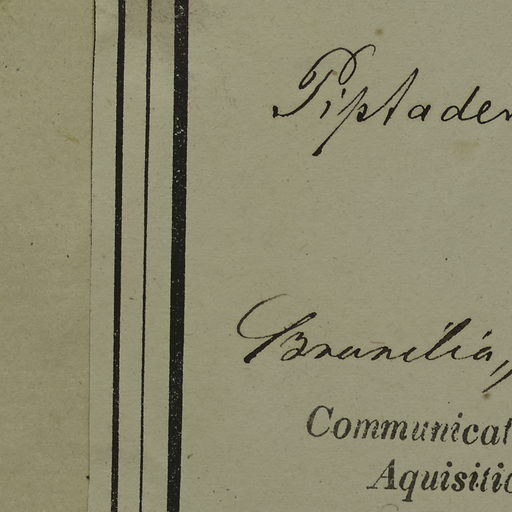 Piptaden
Brasilia,
Communicat
Aquisitio